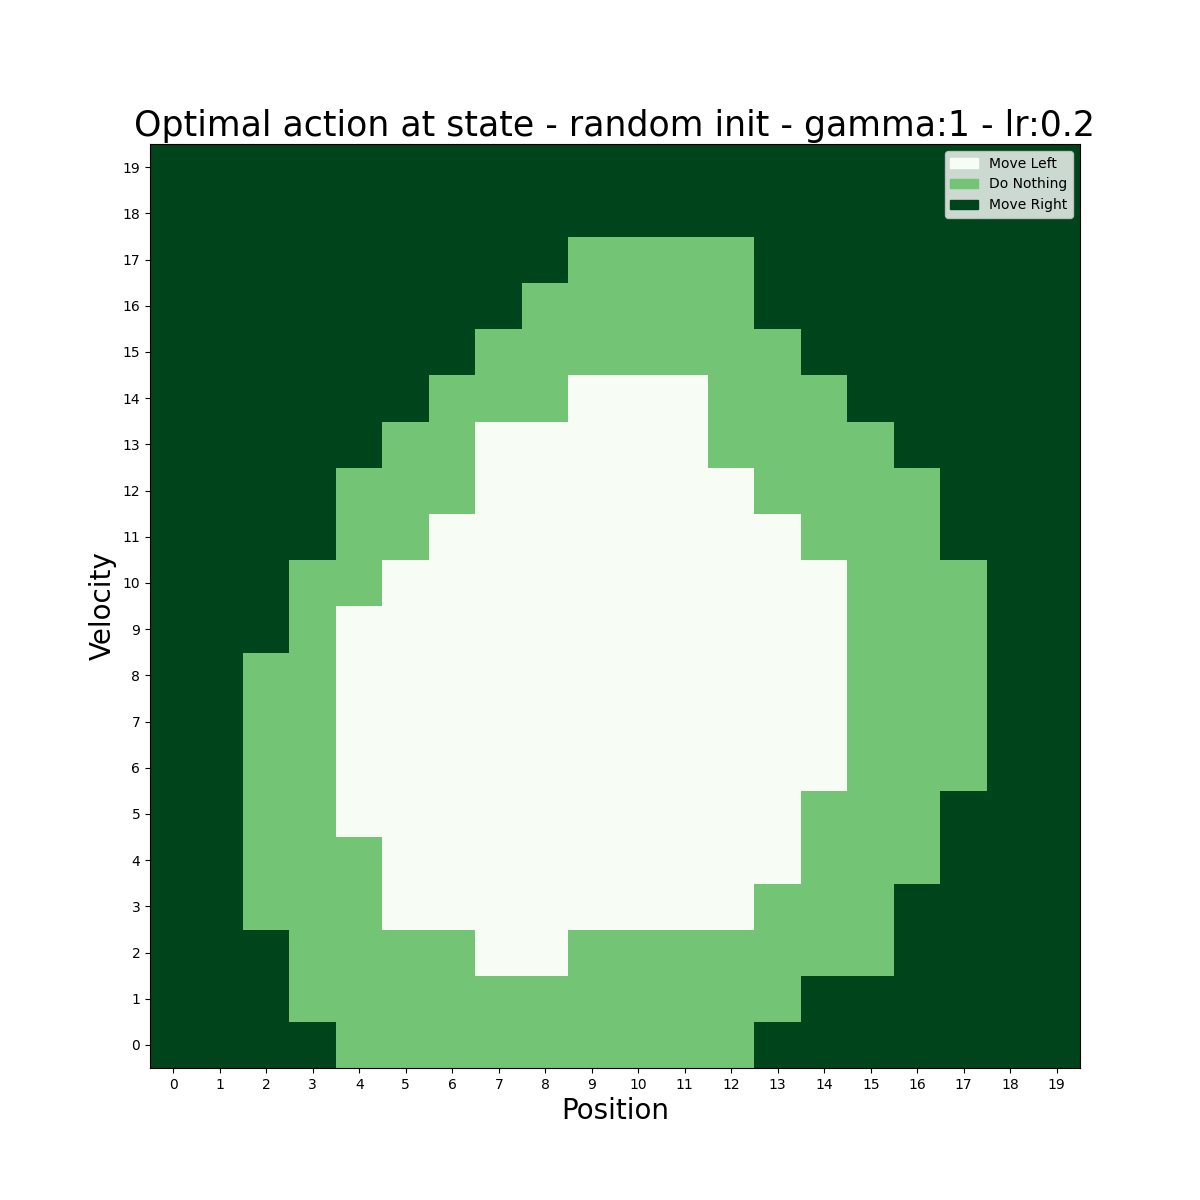 Optimal action at state - random init - gamma:1 - lr:0.2
Move Left
Do Nothing
Move Right
19
18
17
16
15
14
13
12
11
10
9
8
7
6
5
4
3
2
1
0
Velocity
0 1 2 3 4 5 6 7 8 9 10 11 12 13 14 15 16 17 18 19
Position